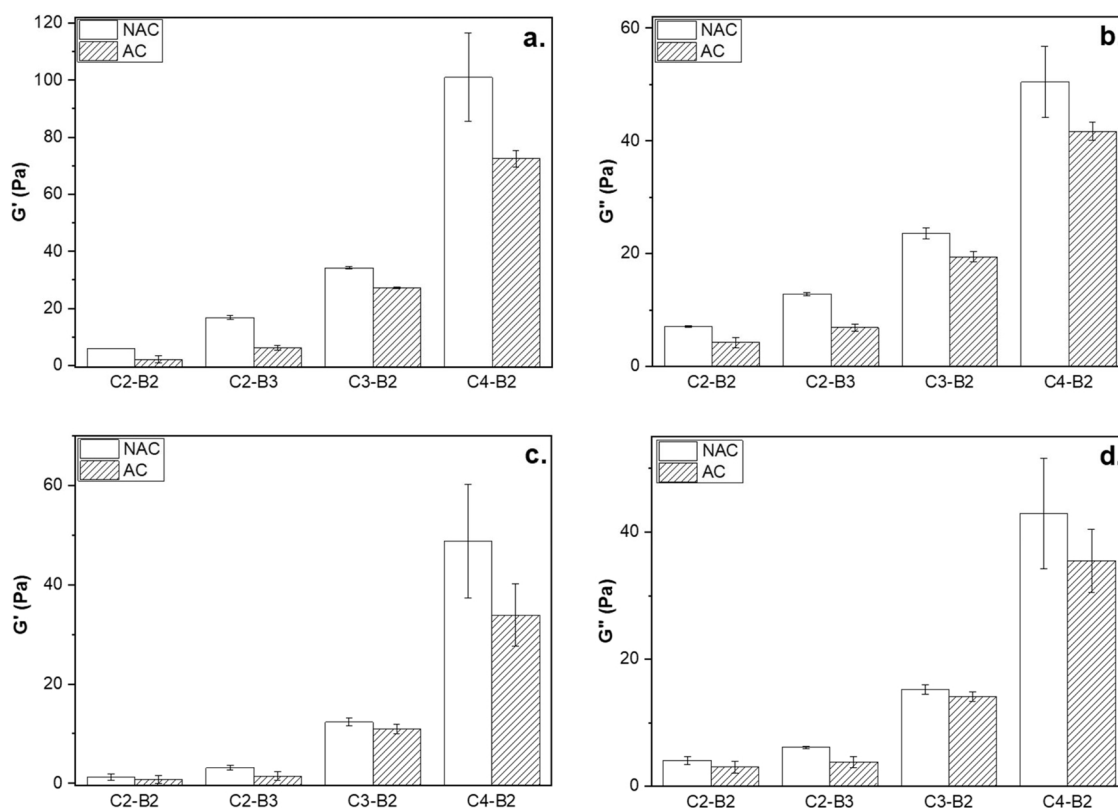 NAC
AC
a.
120
100
80
60
40
20
0
G' (Pa)
C2-B2 C2-B3 C3-B2 C4-B2
NAC
AC
b
60
40
20
0
G" (Pa)
C2-B2 C2-B3 C3-B2 C4-B2
NAC
AC
c.
60
40
20
0
G' (Pa)
C2-B2 C2-B3 C3-B2 C4-B2
NAC
AC
d.
40
20
0
G" (Pa)
C2-B2 C2-B3 C3-B2 C4-B2